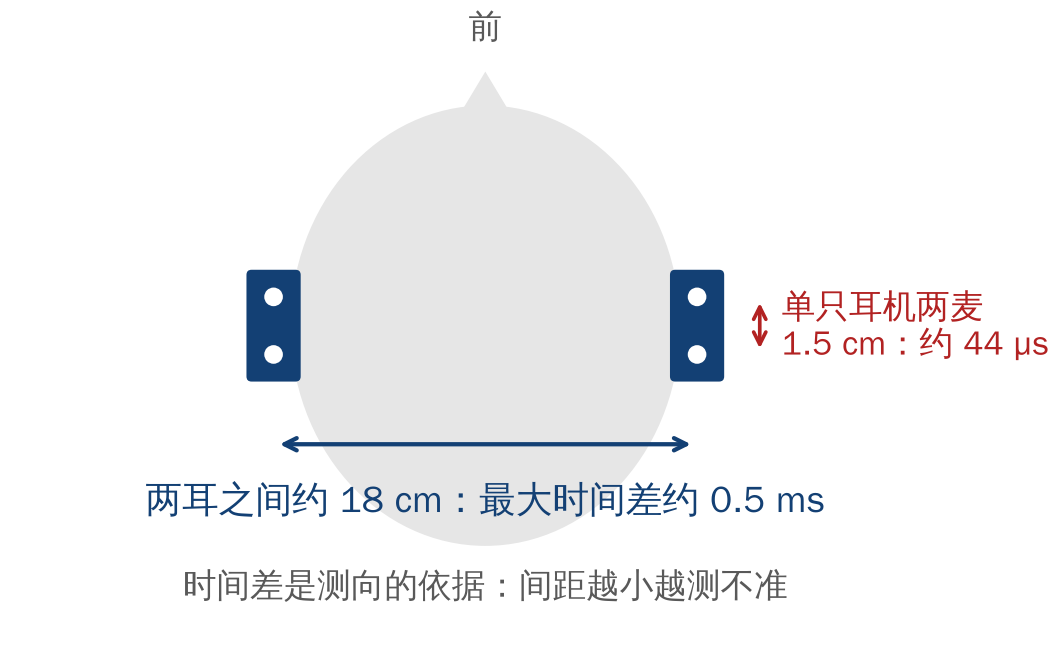 前
单只耳机两麦
1.5 cm：约 44 μs
两耳之间约 18 cm：最大时间差约 0.5 ms
时间差是测向的依据：间距越小越测不准